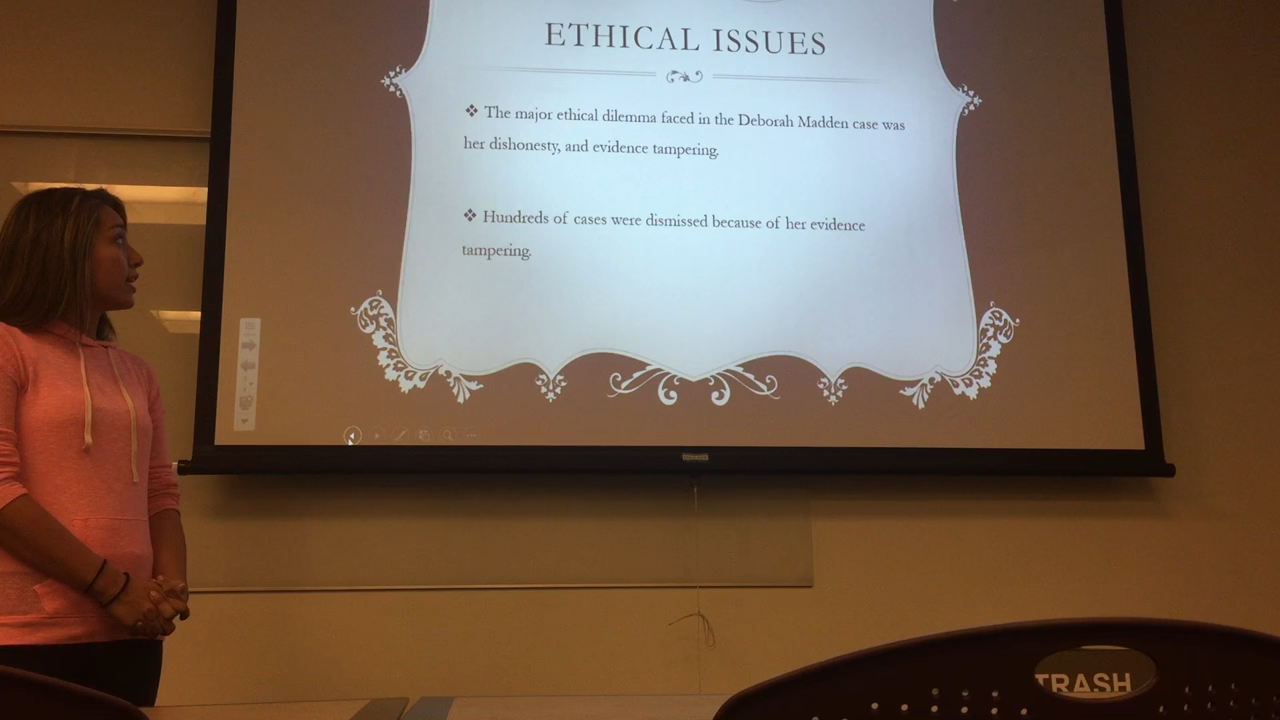 ETHICAL ISSUES
❖ The major ethical dilemma faced in the Deborah Madden case was
her dishonesty, and evidence tampering.
❖ Hundreds of cases were dismissed because of her evidence
tampering.
TRASH